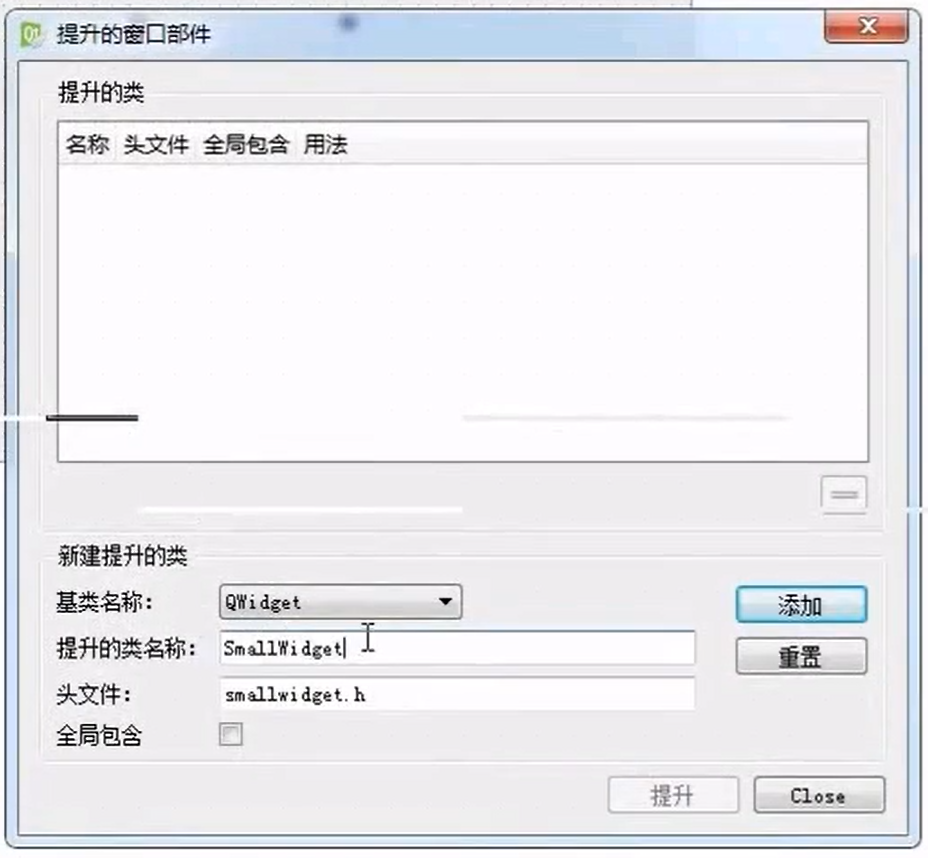 提升的窗口部件
提升的类
名称 头文件 全局包含 用法
新建提升的类
基类名称: QWidget 添加
提升的类名称: SmallWidget
重置
头文件: smallwidget.h
全局包含
提升 Close